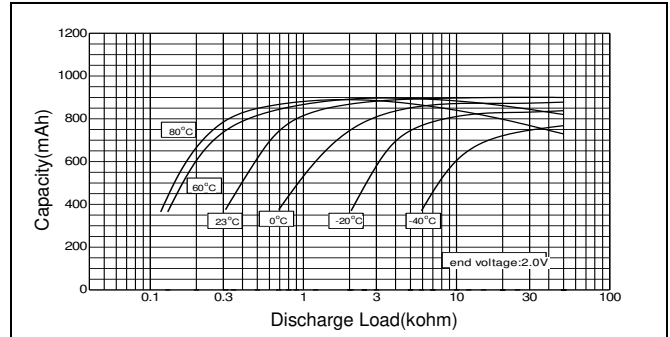 1200
1000
800
600
400
200
0
Capacity(mAh)
80°C
60°C
23°C
0°C
-20°C
-40°C
end voltage:2.0V
0.1 0.3 1 3 10 30 100
Discharge Load(kohm)